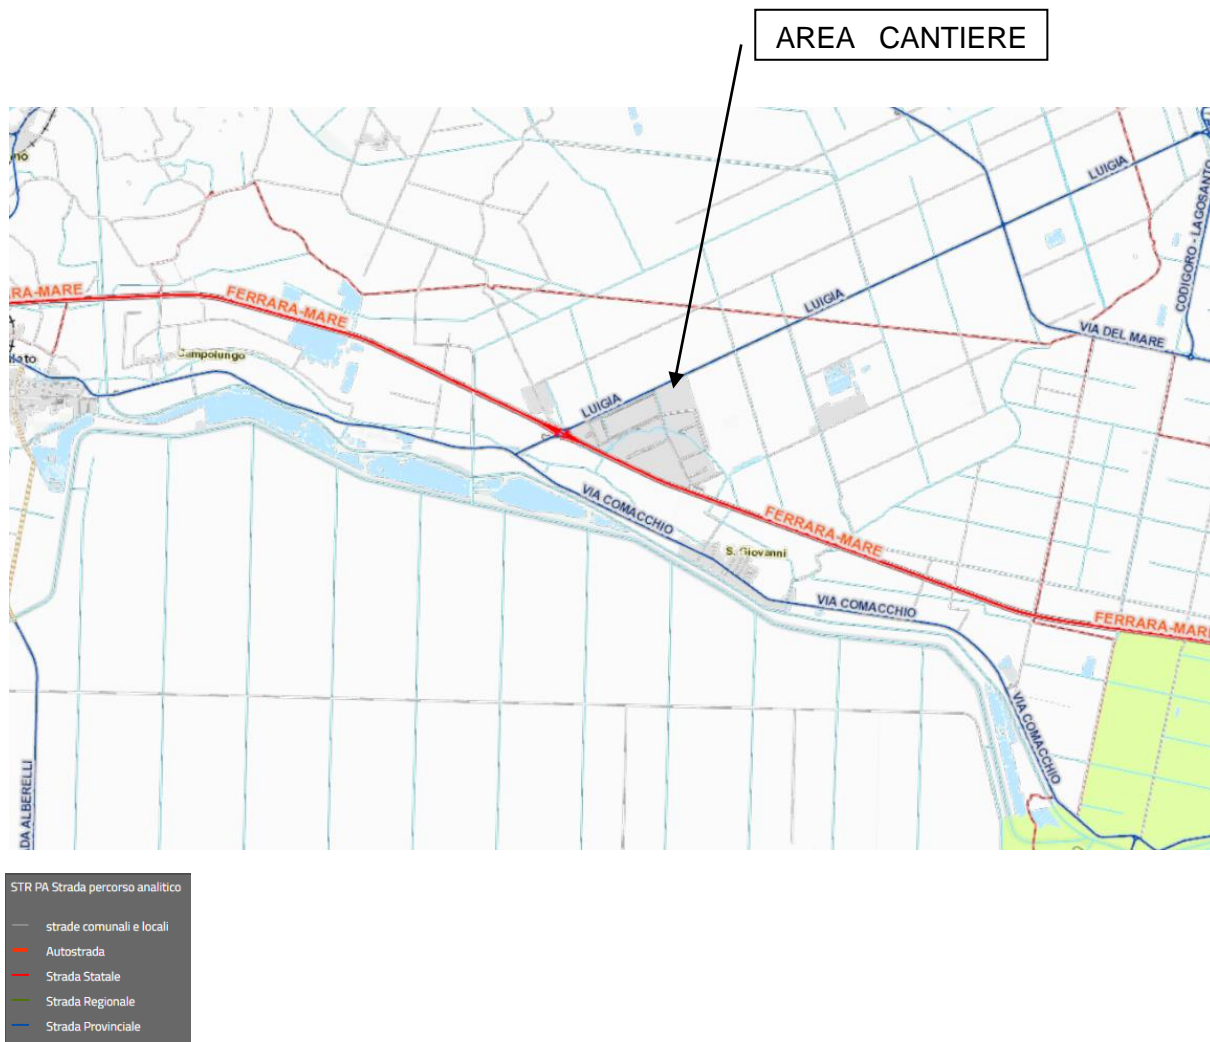 AREA CANTIERE
LUIGIA
CODIGORO - LAGOSANTO
RA-MARE
FERRARA-MARE
LUIGIA
VIA DEL MARE
Campolungo
LUIGIA
VIA COMACCHIO
FERRARA-MARE
S. Giovanni
VIA COMACCHIO
FERRARA-MARE
VIA COMACCHIO
DA ALBERELLI
STR PA Strada percorso analitico
strade comunali e locali
Autostrada
Strada Statale
Strada Regionale
Strada Provinciale